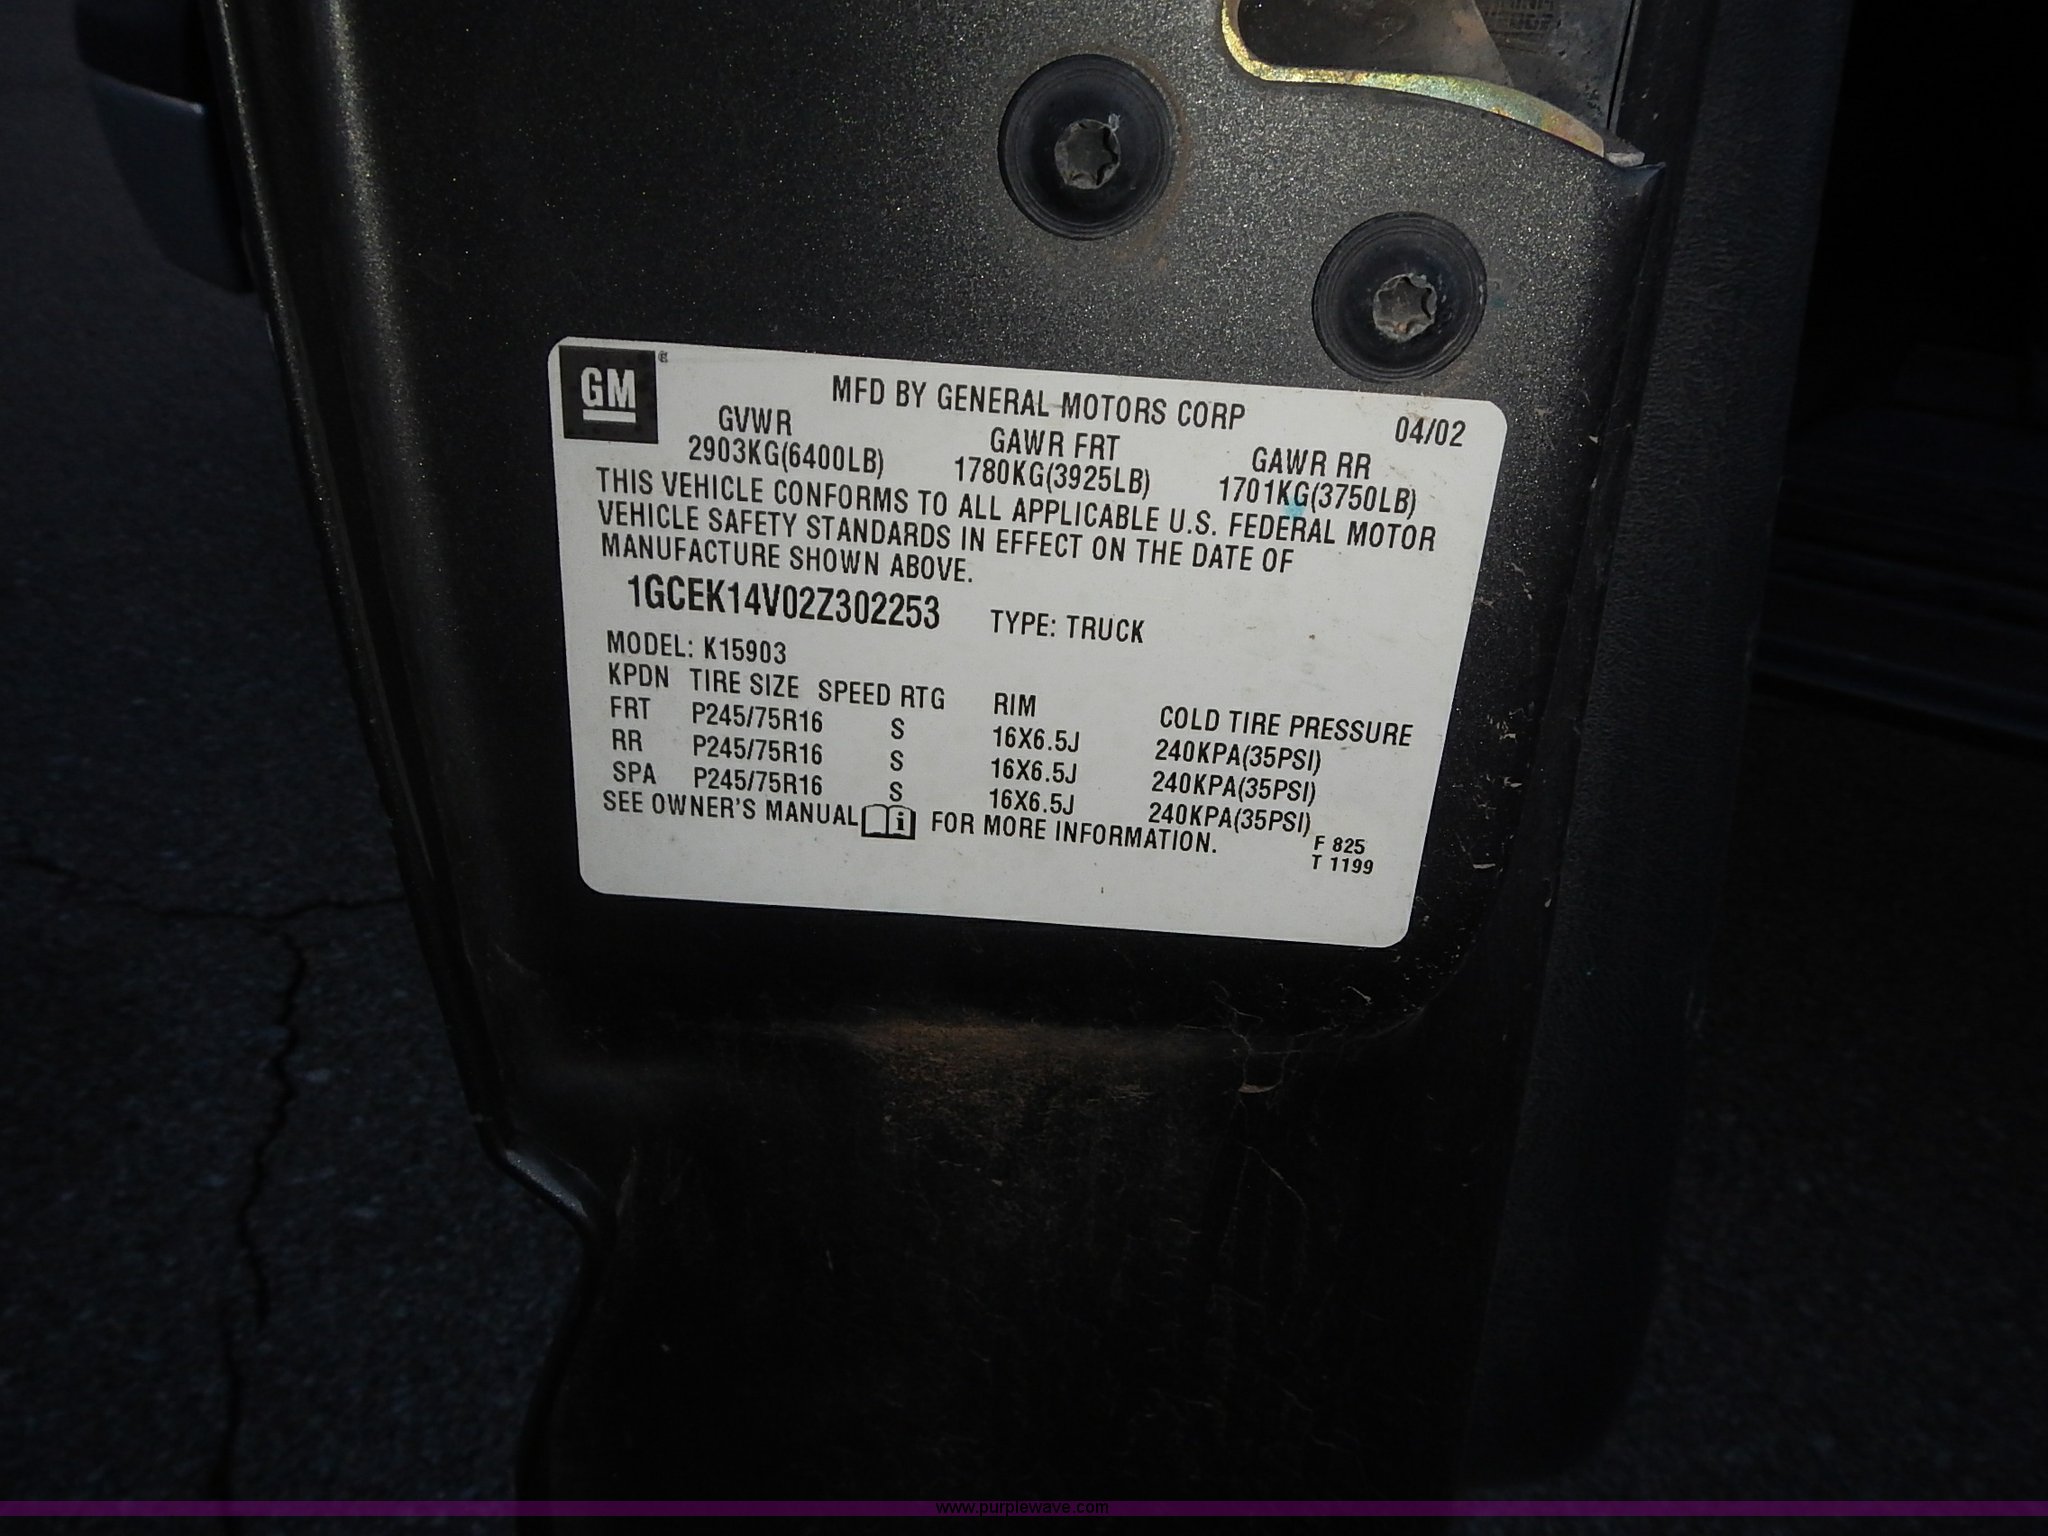 GM
MFD BY GENERAL MOTORS CORP 04/02
GVWR GAWR FRT GAWR RR
2903KG(6400LB) 1780KG(3925LB) 1701KG(3750LB)
THIS VEHICLE CONFORMS TO ALL APPLICABLE U.S. FEDERAL MOTOR
VEHICLE SAFETY STANDARDS IN EFFECT ON THE DATE OF
MANUFACTURE SHOWN ABOVE.
1GCEK14V02Z302253 TYPE: TRUCK
MODEL: K15903
KPDN TIRE SIZE SPEED RTG RIM COLD TIRE PRESSURE
FRT P245/75R16 S 16X6.5J 240KPA(35PSI)
RR P245/75R16 S 16X6.5J 240KPA(35PSI)
SPA P245/75R16 S 16X6.5J 240KPA(35PSI)
SEE OWNER'S MANUAL i FOR MORE INFORMATION.
F 825
T 1199
www.purplewave.com